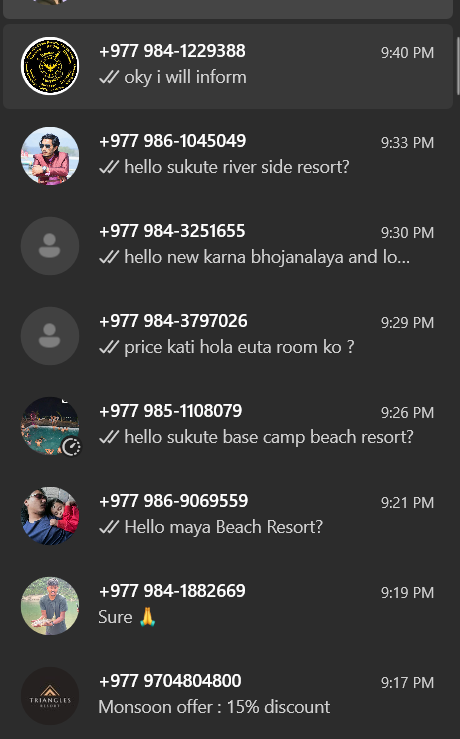 +977 984-1229388 9:40 PM
oky i will inform
+977 986-1045049 9:33 PM
hello sukute river side resort?
+977 984-3251655 9:30 PM
hello new karna bhojanalaya and lo...
+977 984-3797026 9:29 PM
price kati hola euta room ko ?
+977 985-1108079 9:26 PM
hello sukute base camp beach resort?
+977 986-9069559 9:21 PM
Hello maya Beach Resort?
+977 984-1882669 9:19 PM
Sure 🙏
+977 9704804800 9:17 PM
TRIANGLES
RESORT
Monsoon offer : 15% discount